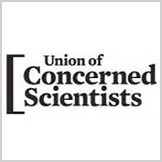 Union of
Concerned
Scientists